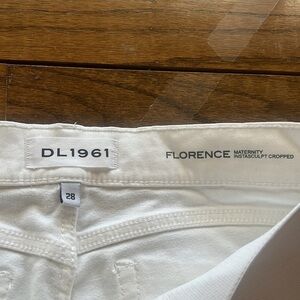 DL1961
FLORENCE MATERNITY
INSTASCULPT CROPPED
28